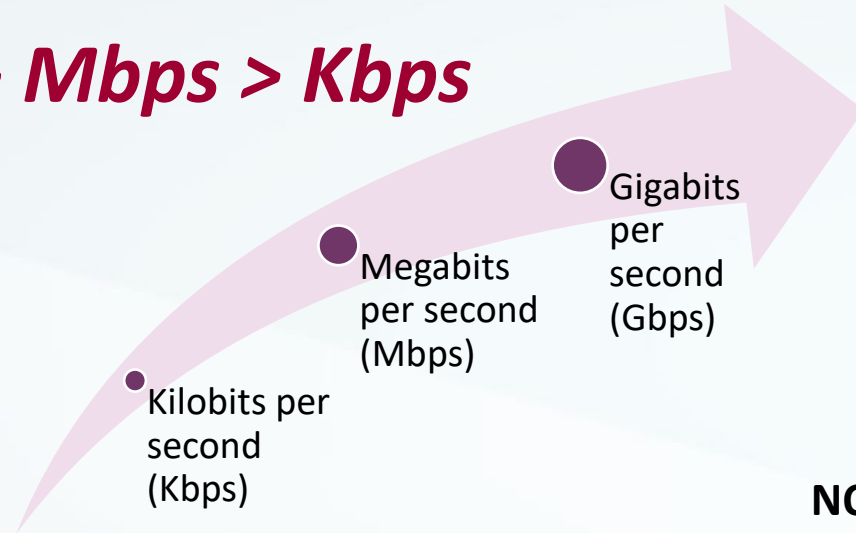 > Mbps > Kbps
Gigabits
per
second
(Gbps)
Megabits
per second
(Mbps)
Kilobits per
second
(Kbps)